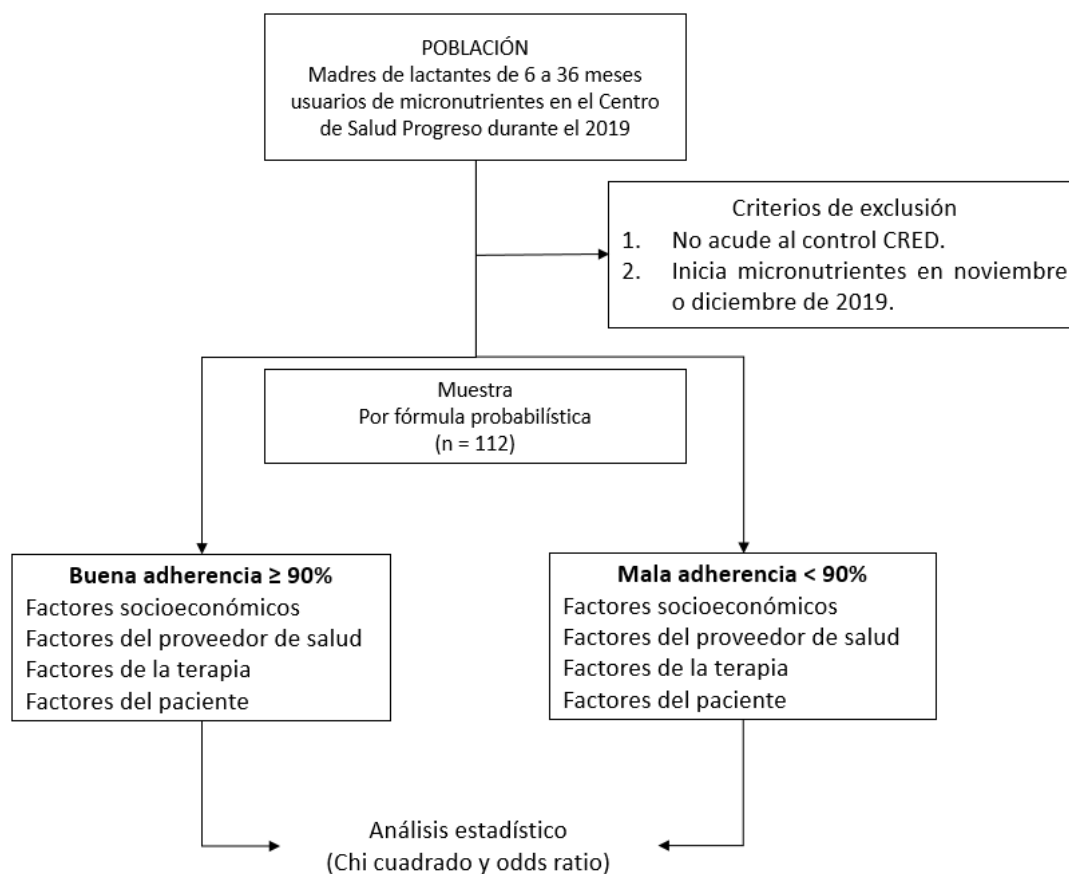 POBLACIÓN
Madres de lactantes de 6 a 36 meses
usuarios de micronutrientes en el Centro
de Salud Progreso durante el 2019
Criterios de exclusión
1. No acude al control CRED.
2. Inicia micronutrientes en noviembre
o diciembre de 2019.
Muestra
Por fórmula probabilística
(n = 112)
Buena adherencia ≥ 90%
Factores socioeconómicos
Factores del proveedor de salud
Factores de la terapia
Factores del paciente
Mala adherencia < 90%
Factores socioeconómicos
Factores del proveedor de salud
Factores de la terapia
Factores del paciente
Análisis estadístico
(Chi cuadrado y odds ratio)